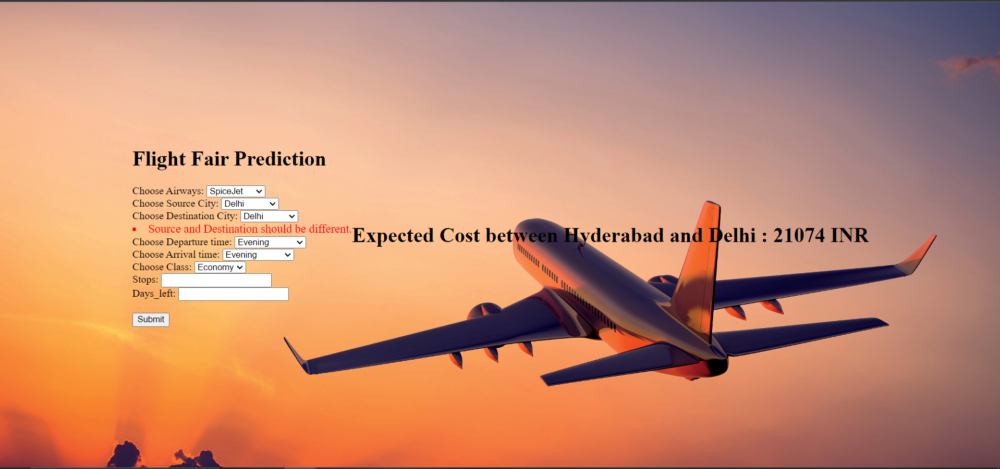 Flight Fair Prediction
Choose Airways: SpiceJet
Choose Source City: Delhi
Choose Destination City: Delhi
Source and Destination should be different.
Expected Cost between Hyderabad and Delhi : 21074 INR
Choose Departure time: Evening
Choose Arrival time: Evening
Choose Class: Economy
Stops:
Days_left:
Submit